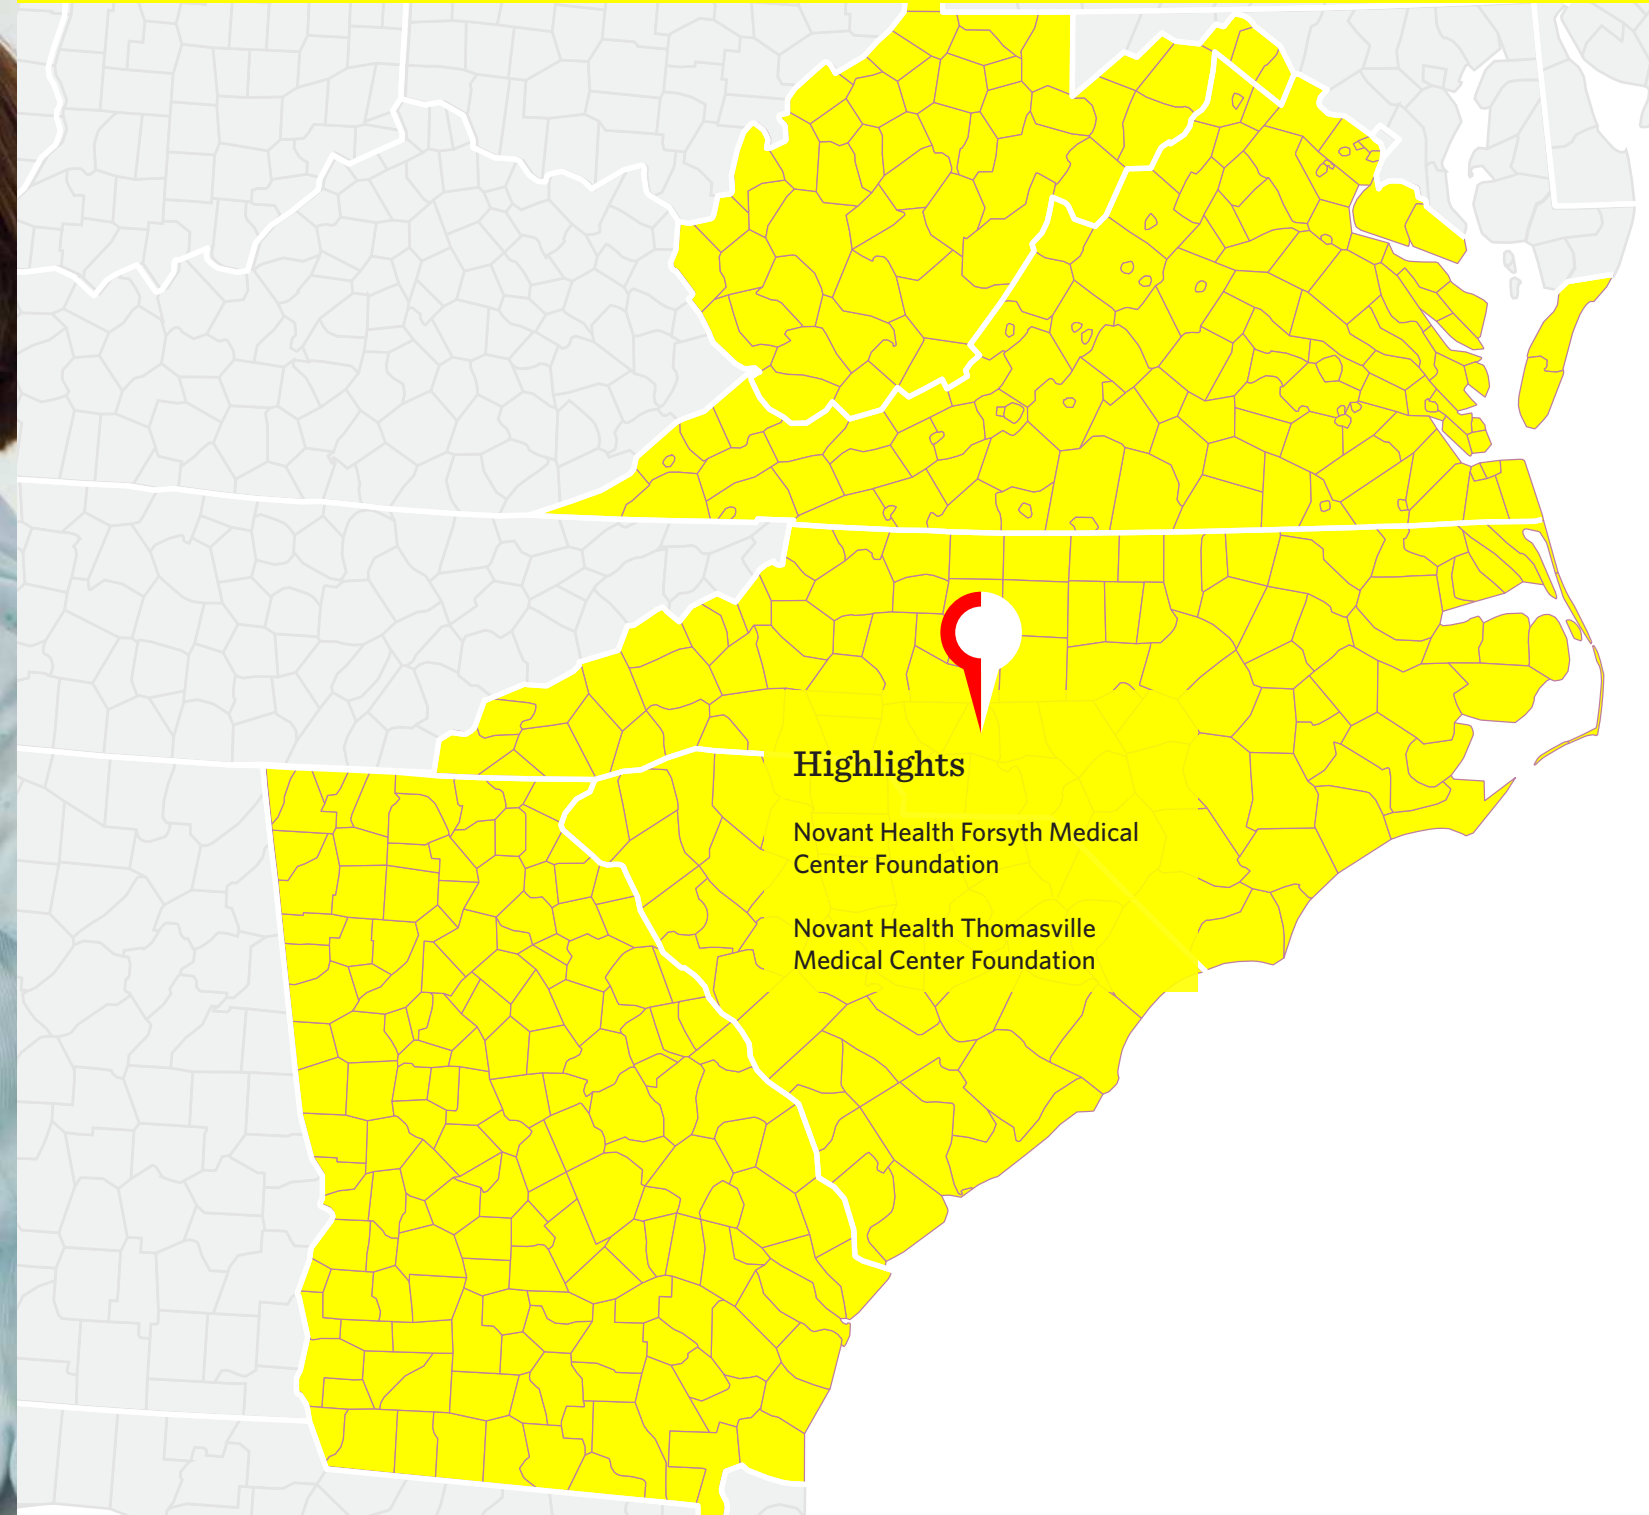 Highlights
Novant Health Forsyth Medical
Center Foundation
Novant Health Thomasville
Medical Center Foundation